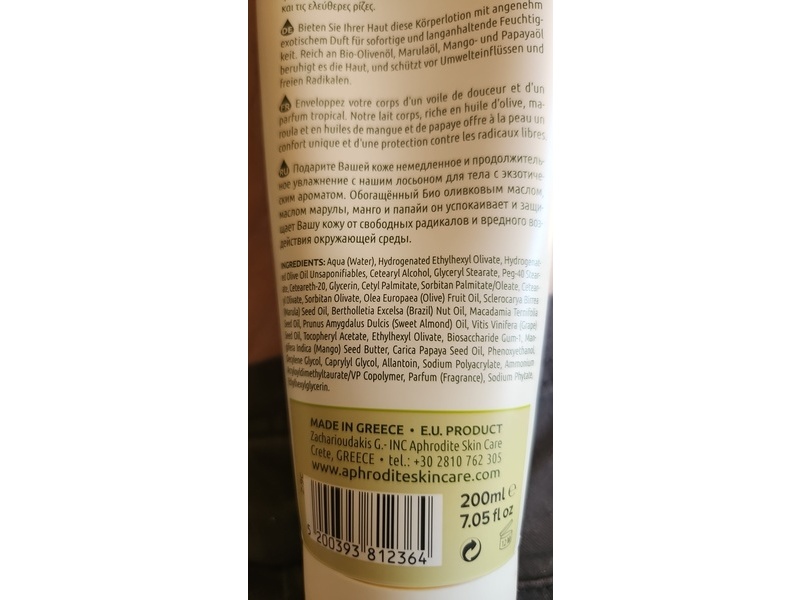 και τις ελεύθερες ρίζες.
DE Bieten Sie Ihrer Haut diese Körperlotion mit angenehm
exotischem Duft für sofortige und langanhaltende Feuchtig-
keit. Reich an Bio-Olivenöl, Marulaöl, Mango- und Papayaöl
beruhigt es die Haut, und schützt vor Umwelteinflüssen und
freien Radikalen.
FR Enveloppez votre corps d'un voile de douceur et d'un
parfum tropical. Notre lait corps, riche en huile d'olive, ma-
roula et en huiles de mangue et de papaye offre à la peau un
confort unique et d'une protection contre les radicaux libres.
RU Подарите Вашей коже немедленное и продолжитель-
ное увлажнение с нашим лосьоном для тела с экзотиче-
ским ароматом. Обогащённый Био оливковым маслом,
маслом марулы, манго и папайи он успокаивает и защи-
щает Вашу кожу от свободных радикалов и вредного воз-
действия окружающей среды.
INGREDIENTS: Aqua (Water), Hydrogenated Ethylhexyl Olivate, Hydrogenat-
ed Olive Oil Unsaponifiables, Cetearyl Alcohol, Glyceryl Stearate, Peg-40 Stear-
ate, Ceteareth-20, Glycerin, Cetyl Palmitate, Sorbitan Palmitate/Oleate, Cetear-
yl Olivate, Sorbitan Olivate, Olea Europaea (Olive) Fruit Oil, Sclerocarya Birrea
(Marula) Seed Oil, Bertholletia Excelsa (Brazil) Nut Oil, Macadamia Ternifolia
Seed Oil, Prunus Amygdalus Dulcis (Sweet Almond) Oil, Vitis Vinifera (Grape)
Seed Oil, Tocopheryl Acetate, Ethylhexyl Olivate, Biosaccharide Gum-1, Man-
gifera Indica (Mango) Seed Butter, Carica Papaya Seed Oil, Phenoxyethanol,
Decylene Glycol, Caprylyl Glycol, Allantoin, Sodium Polyacrylate, Ammonium
Acryloyldimethyltaurate/VP Copolymer, Parfum (Fragrance), Sodium Phytate,
Ethylhexylglycerin.
MADE IN GREECE • E.U. PRODUCT
Zacharioudakis G.- INC Aphrodite Skin Care
Crete, GREECE • tel.: +30 2810 762 305
www.aphroditeskincare.com
200ml e
7.05 fl oz
5 200393 812364